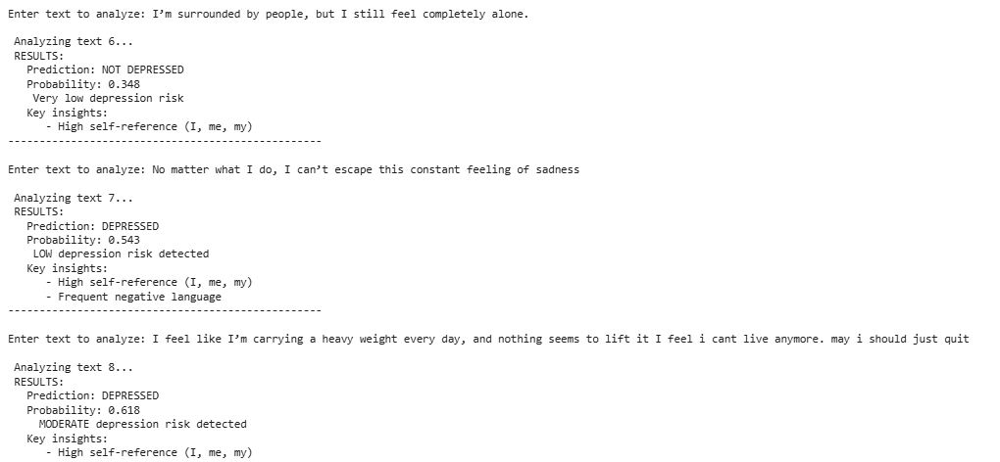 Enter text to analyze: I’m surrounded by people, but I still feel completely alone.
Analyzing text 6...
RESULTS:
Prediction: NOT DEPRESSED
Probability: 0.348
Very low depression risk
Key insights:
- High self-reference (I, me, my)
--------------------------------------------------
Enter text to analyze: No matter what I do, I can’t escape this constant feeling of sadness
Analyzing text 7...
RESULTS:
Prediction: DEPRESSED
Probability: 0.543
LOW depression risk detected
Key insights:
- High self-reference (I, me, my)
- Frequent negative language
--------------------------------------------------
Enter text to analyze: I feel like I’m carrying a heavy weight every day, and nothing seems to lift it I feel i cant live anymore. may i should just quit
Analyzing text 8...
RESULTS:
Prediction: DEPRESSED
Probability: 0.618
MODERATE depression risk detected
Key insights:
- High self-reference (I, me, my)